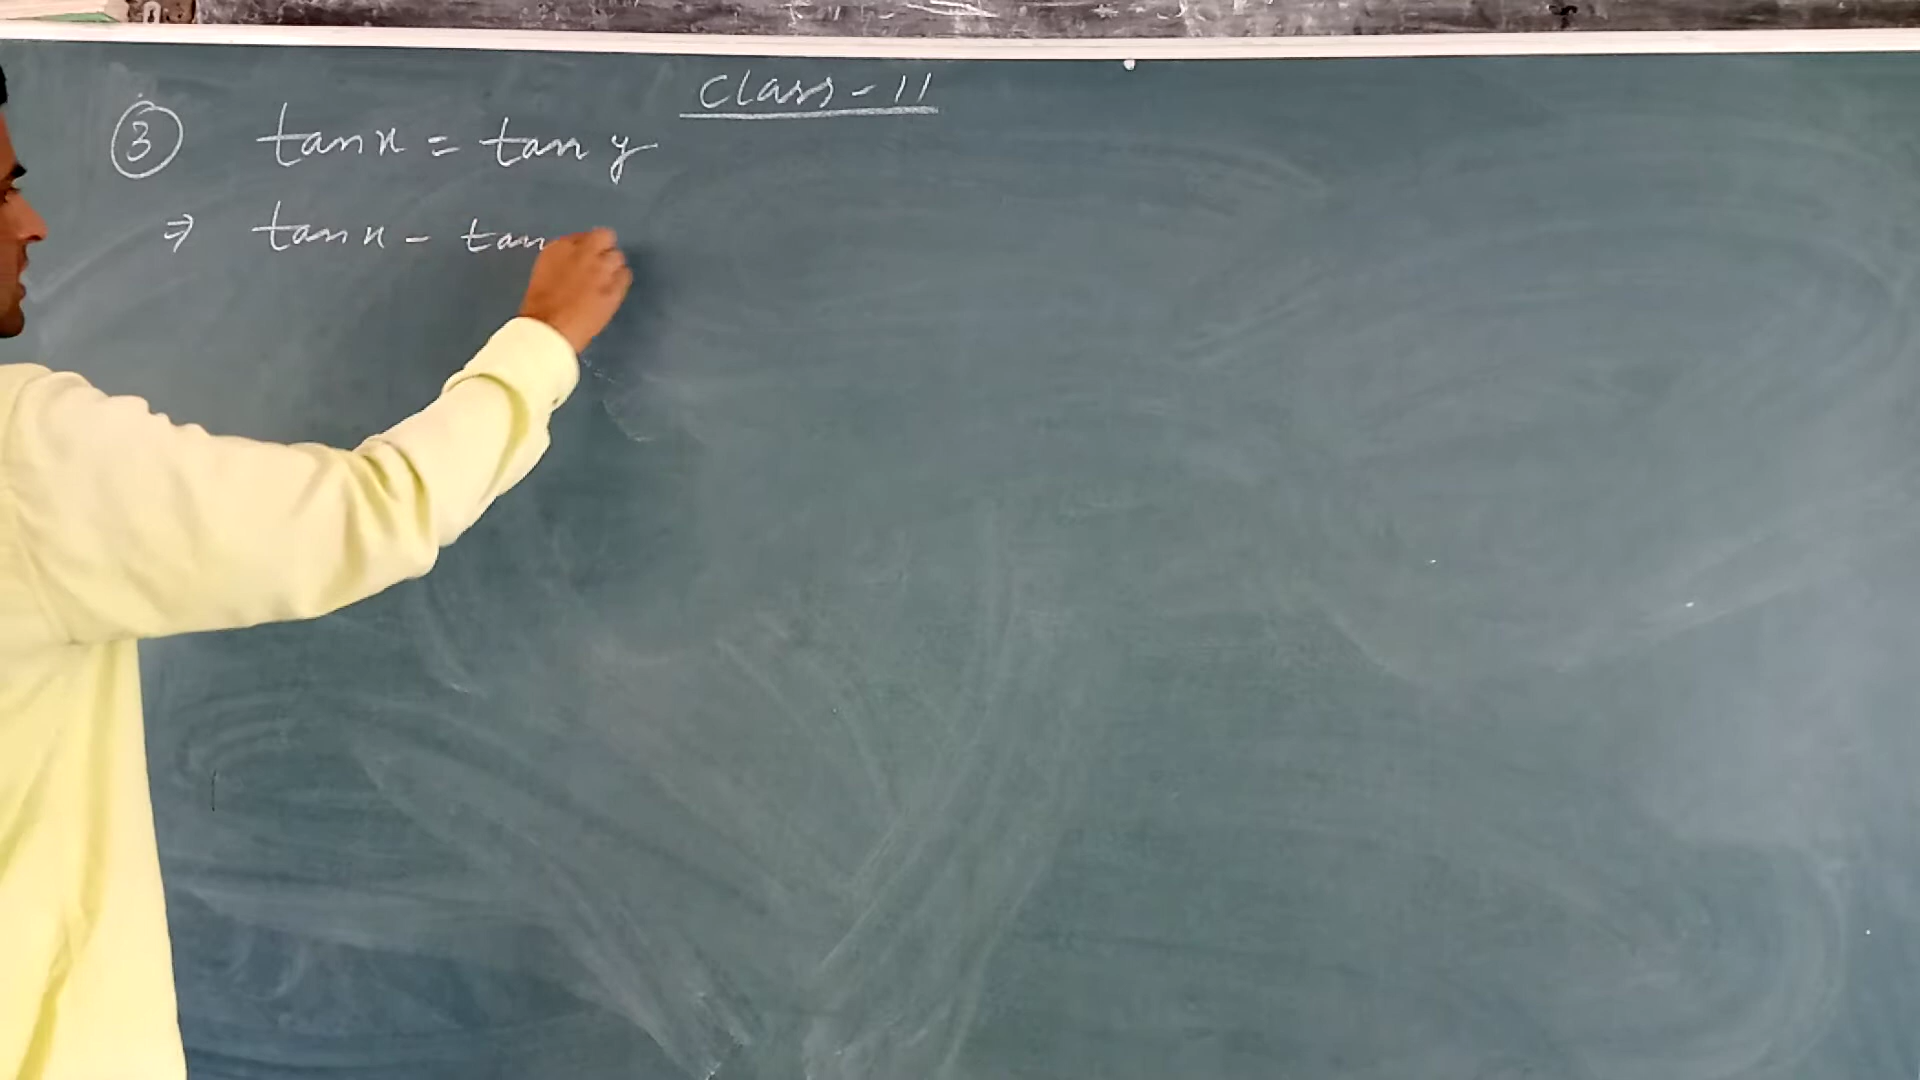 Class - 11
③ tan x = tan y
⇒ tan x - tan